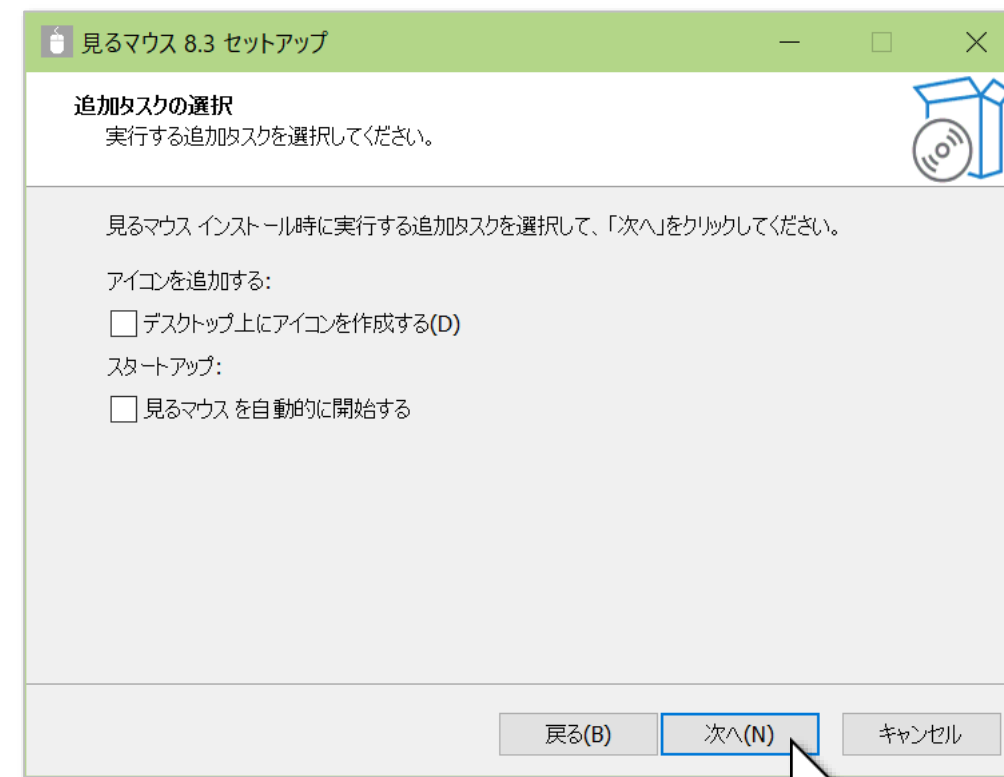 見るマウス 8.3 セットアップ
追加タスクの選択
実行する追加タスクを選択してください。
見るマウス インストール時に実行する追加タスクを選択して、「次へ」をクリックしてください。
アイコンを追加する:
デスクトップ上にアイコンを作成する(D)
スタートアップ:
見るマウス を自動的に開始する
戻る(B) 次へ(N) キャンセル